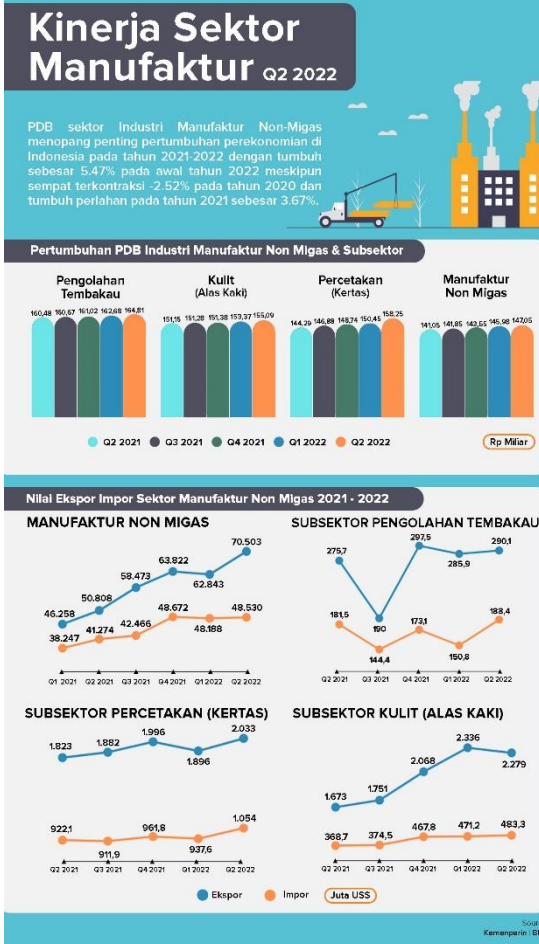 Kinerja Sektor
Manufaktur Q2 2022
PDB sektor Industri Manufaktur Non-Migas
menopang penting pertumbuhan perekonomian di
Indonesia pada tahun 2021-2022 dengan tumbuh
sebesar 5.47% pada awal tahun 2022 meskipun
sempat terkontraksi -2.52% pada tahun 2020 dan
tumbuh perlahan pada tahun 2021 sebesar 3.67%.
Pertumbuhan PDB Industri Manufaktur Non Migas & Subsektor
Pengolahan
Tembakau
160,48 160,67 161,02 162,68 164,81
Kulit
(Alas Kaki)
151,15 151,28 151,38 153,37 155,09
Percetakan
(Kertas)
144,29 146,89 148,74 150,45 158,25
Manufaktur
Non Migas
141,05 141,85 142,55 145,98 147,05
Q2 2021 Q3 2021 Q4 2021 Q1 2022 Q2 2022
Rp Miliar
Nilai Ekspor Impor Sektor Manufaktur Non Migas 2021 - 2022
MANUFAKTUR NON MIGAS
46.258 50.808 58.473 63.822 62.843 70.503
38.247 41.274 42.466 48.672 48.188 48.530
Q1 2021 Q2 2021 Q3 2021 Q4 2021 Q1 2022 Q2 2022
SUBSEKTOR PENGOLAHAN TEMBAKAU
275,7 190 297,5 285,9 290,1
181,5 144,4 173,1 150,8 188,4
Q2 2021 Q3 2021 Q4 2021 Q1 2022 Q2 2022
SUBSEKTOR PERCETAKAN (KERTAS)
1.823 1.882 1.996 1.896 2.033
922,1 911,9 961,8 937,6 1.054
Q2 2021 Q3 2021 Q4 2021 Q1 2022 Q2 2022
SUBSEKTOR KULIT (ALAS KAKI)
1.673 1.751 2.068 2.336 2.279
368,7 374,5 467,8 471,2 483,3
Q2 2021 Q3 2021 Q4 2021 Q1 2022 Q2 2022
Ekspor Impor Juta US$
Kemenperin |